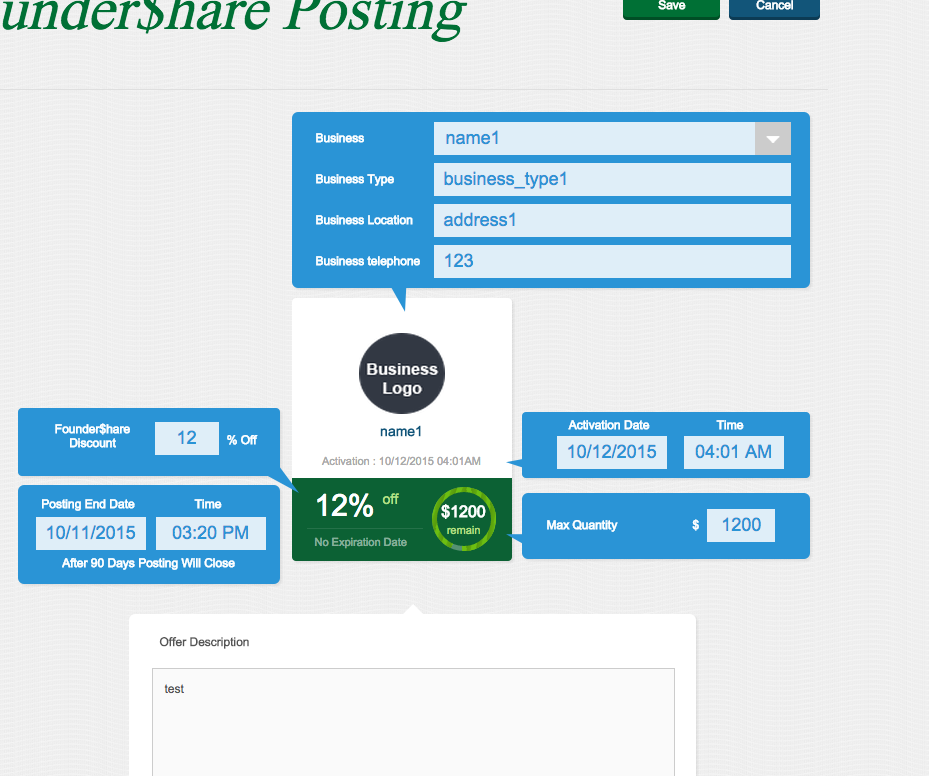 under$hare Posting
Save
Cancel
Business
name1
Business Type
business_type1
Business Location
address1
Business telephone
123
Business
Logo
name1
Activation : 10/12/2015 04:01AM
Founder$hare
Discount
12
% Off
Activation Date
Time
10/12/2015
04:01 AM
Posting End Date
Time
10/11/2015
03:20 PM
After 90 Days Posting Will Close
12% off
No Expiration Date
$1200
remain
Max Quantity
$
1200
Offer Description
test